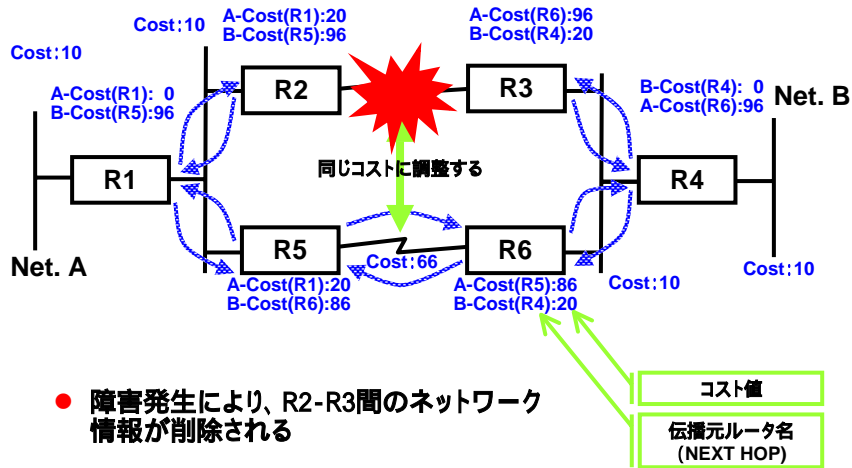 A-Cost(R1):20
B-Cost(R5):96
A-Cost(R6):96
B-Cost(R4):20
Cost:10
Cost:10
A-Cost(R1): 0
B-Cost(R5):96
R2
R3
B-Cost(R4): 0
A-Cost(R6):96
Net. B
同じコストに調整する
R1
R4
R5
R6
Net. A
Cost:66
A-Cost(R1):20
B-Cost(R6):86
A-Cost(R5):86
B-Cost(R4):20
Cost:10
Cost:10
● 障害発生により、R2-R3間のネットワーク
情報が削除される
コスト値
伝播元ルータ名
(NEXT HOP)